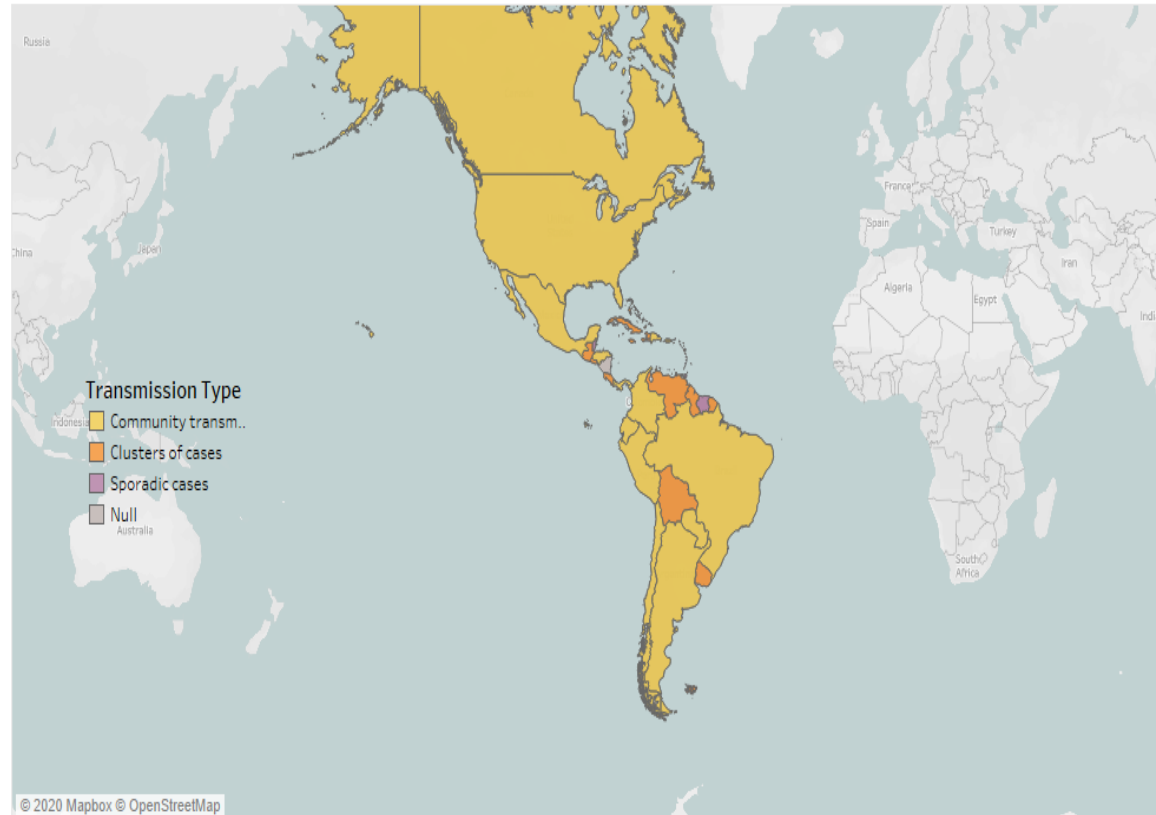 Russia
China
Japan
Indonesia
Australia
France
Spain
Turkey
Iran
Algeria
Egypt
Indi
South
Africa
Transmission Type
Community transm..
Clusters of cases
Sporadic cases
Null
© 2020 Mapbox © OpenStreetMap